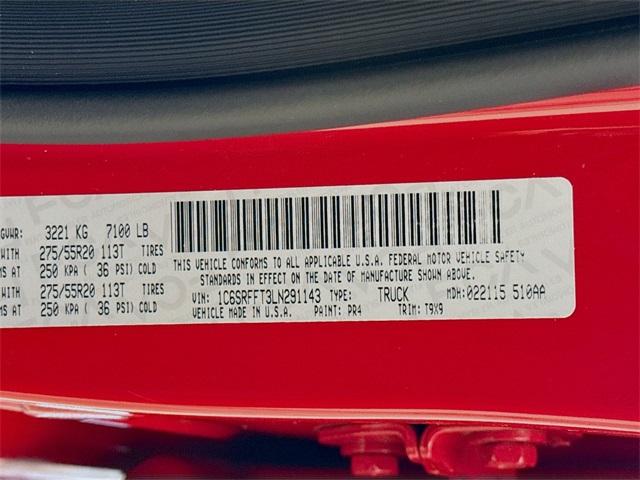 GVWR: 3221 KG 7100 LB
WITH 275/55R20 113T TIRES
MS AT 250 KPA ( 36 PSI) COLD
WITH 275/55R20 113T TIRES
MS AT 250 KPA ( 36 PSI) COLD
THIS VEHICLE CONFORMS TO ALL APPLICABLE U.S.A. FEDERAL MOTOR VEHICLE SAFETY
STANDARDS IN EFFECT ON THE DATE OF MANUFACTURE SHOWN ABOVE.
VIN: 1C6SRFFT3LN291143 TYPE: TRUCK MDH: 022115 510AA
VEHICLE MADE IN U.S.A. PAINT: PR4 TRIM: T9X9